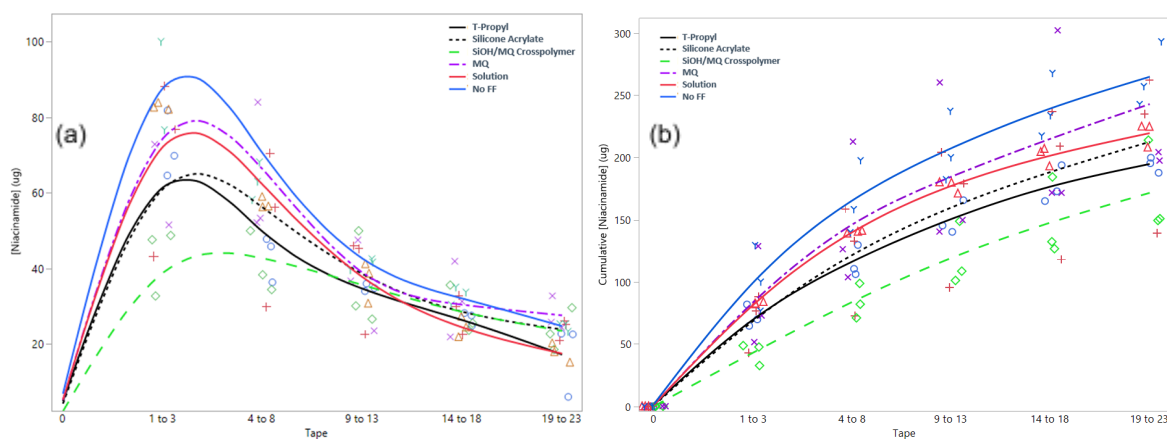 T-Propyl
Silicone Acrylate
SiOH/MQ Crosspolymer
MQ
Solution
No FF
(a)
[Niacinamide] (ug)
100
80
60
40
20
0
1 to 3
4 to 8
9 to 13
14 to 18
19 to 23
Tape
T-Propyl
Silicone Acrylate
SiOH/MQ Crosspolymer
MQ
Solution
No FF
(b)
Cumulative [Niacinamide] (ug)
300
250
200
150
100
50
0
0
1 to 3
4 to 8
9 to 13
14 to 18
19 to 23
Tape